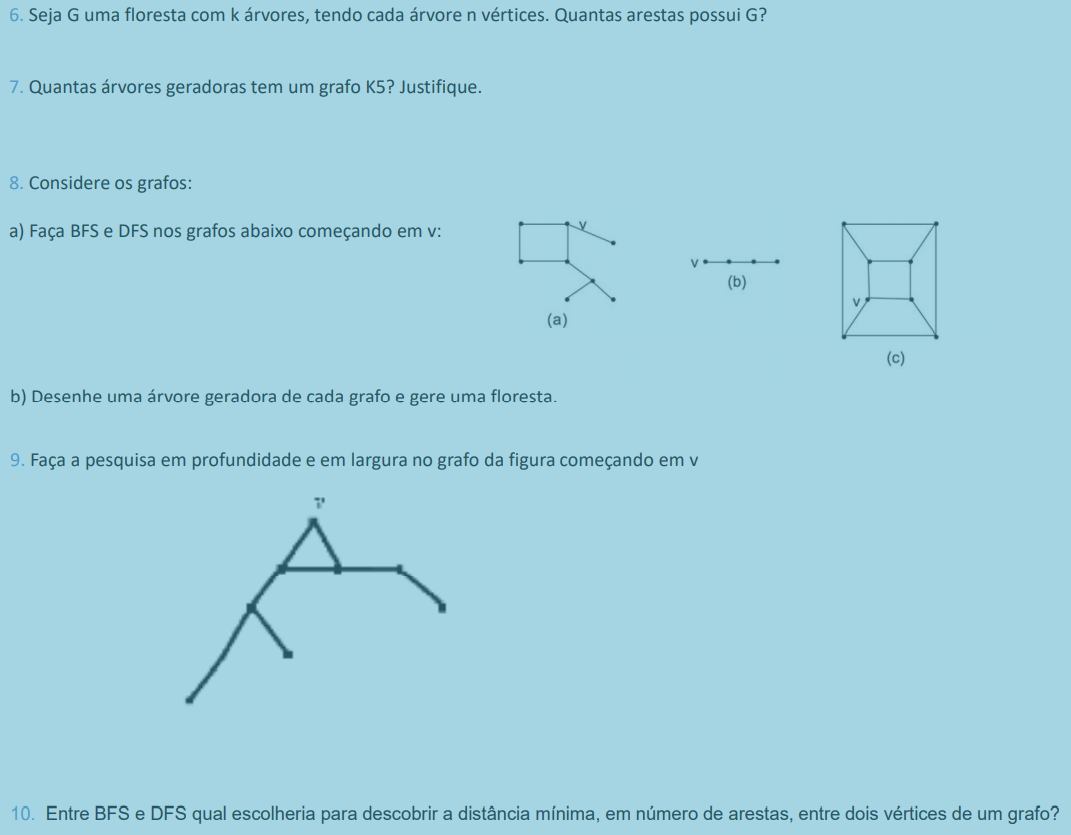 6. Seja G uma floresta com k árvores, tendo cada árvore n vértices. Quantas arestas possui G?
7. Quantas árvores geradoras tem um grafo K5? Justifique.
8. Considere os grafos:
a) Faça BFS e DFS nos grafos abaixo começando em v:
v
v
(b)
v
(a)
(c)
b) Desenhe uma árvore geradora de cada grafo e gere uma floresta.
9. Faça a pesquisa em profundidade e em largura no grafo da figura começando em v
10. Entre BFS e DFS qual escolheria para descobrir a distância mínima, em número de arestas, entre dois vértices de um grafo?